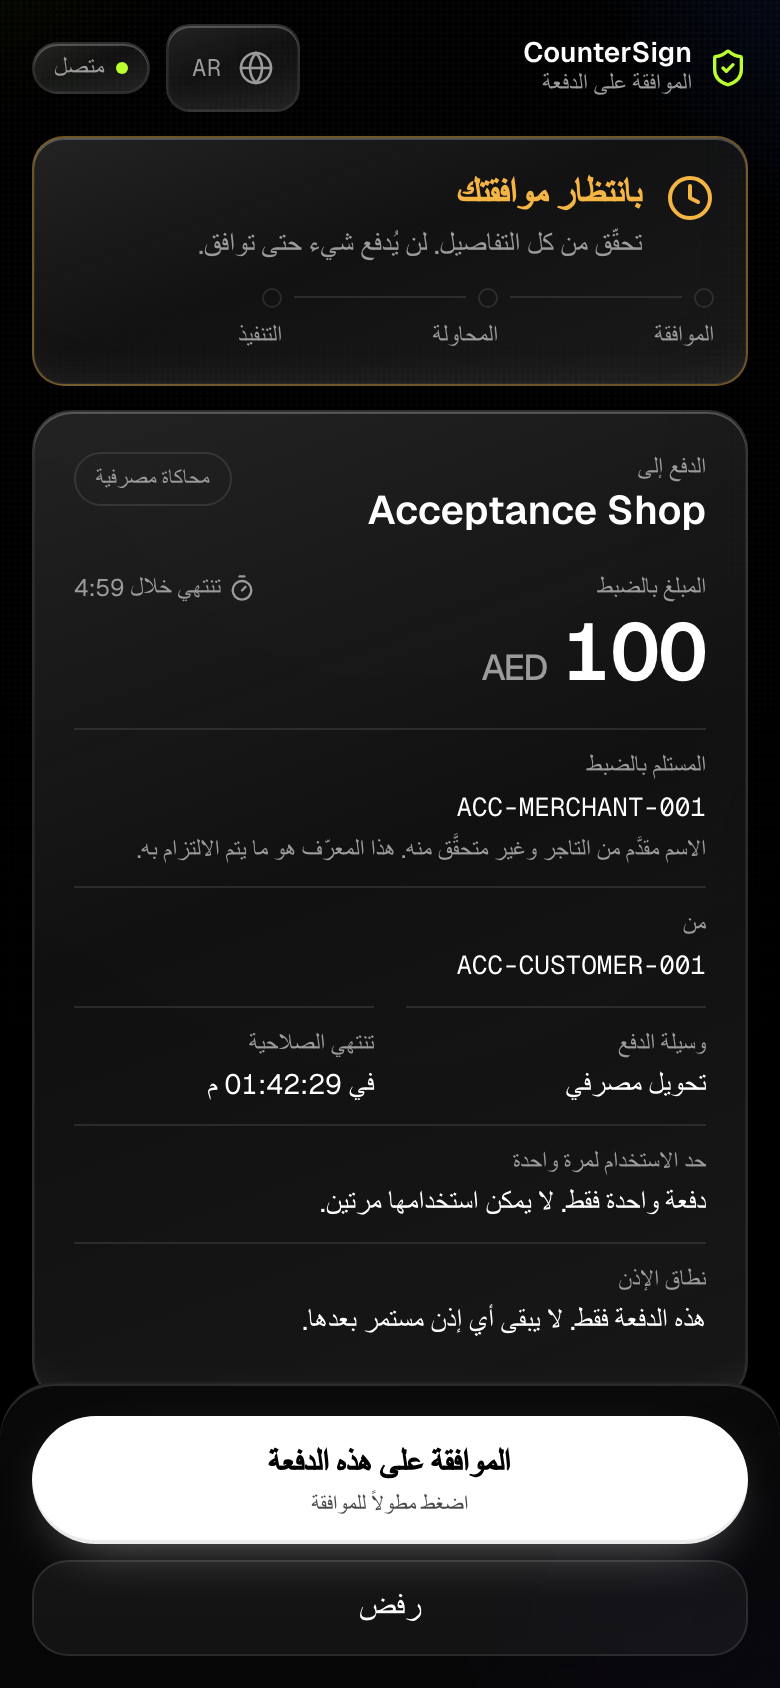 CounterSign
الموافقة على الدفعة
AR
متصل
بانتظار موافقتك
تحقّق من كل التفاصيل. لن يُدفع شيء حتى توافق.
الموافقة
المحاولة
التنفيذ
الدفع إلى
محاكاة مصرفية
Acceptance Shop
المبلغ بالضبط
تنتهي خلال 4:59
100 AED
المستلم بالضبط
ACC-MERCHANT-001
الاسم مقدَّم من التاجر وغير متحقَّق منه. هذا المعرّف هو ما يتم الالتزام به.
من
ACC-CUSTOMER-001
وسيلة الدفع
تنتهي الصلاحية
تحويل مصرفي
في 01:42:29 م
حد الاستخدام لمرة واحدة
دفعة واحدة فقط. لا يمكن استخدامها مرتين.
نطاق الإذن
هذه الدفعة فقط. لا يبقى أي إذن مستمر بعدها.
الموافقة على هذه الدفعة
اضغط مطولاً للموافقة
رفض